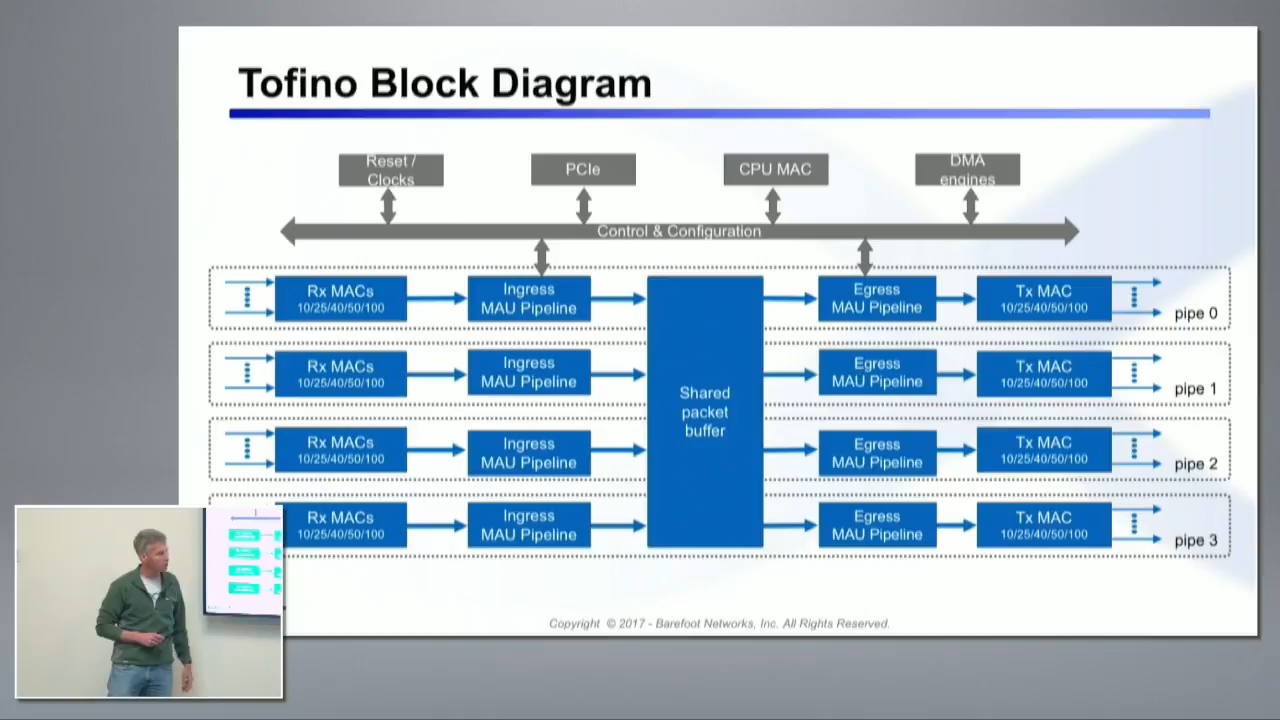 Tofino Block Diagram
Reset /
Clocks
PCIe
CPU MAC
DMA
engines
Control & Configuration
Rx MACs
10/25/40/50/100
Ingress
MAU Pipeline
Egress
MAU Pipeline
Tx MAC
10/25/40/50/100
pipe 0
Rx MACs
10/25/40/50/100
Ingress
MAU Pipeline
Shared
packet
buffer
Egress
MAU Pipeline
Tx MAC
10/25/40/50/100
pipe 1
Rx MACs
10/25/40/50/100
Ingress
MAU Pipeline
Egress
MAU Pipeline
Tx MAC
10/25/40/50/100
pipe 2
Rx MACs
10/25/40/50/100
Ingress
MAU Pipeline
Egress
MAU Pipeline
Tx MAC
10/25/40/50/100
pipe 3
Copyright © 2017 - Barefoot Networks, Inc. All Rights Reserved.